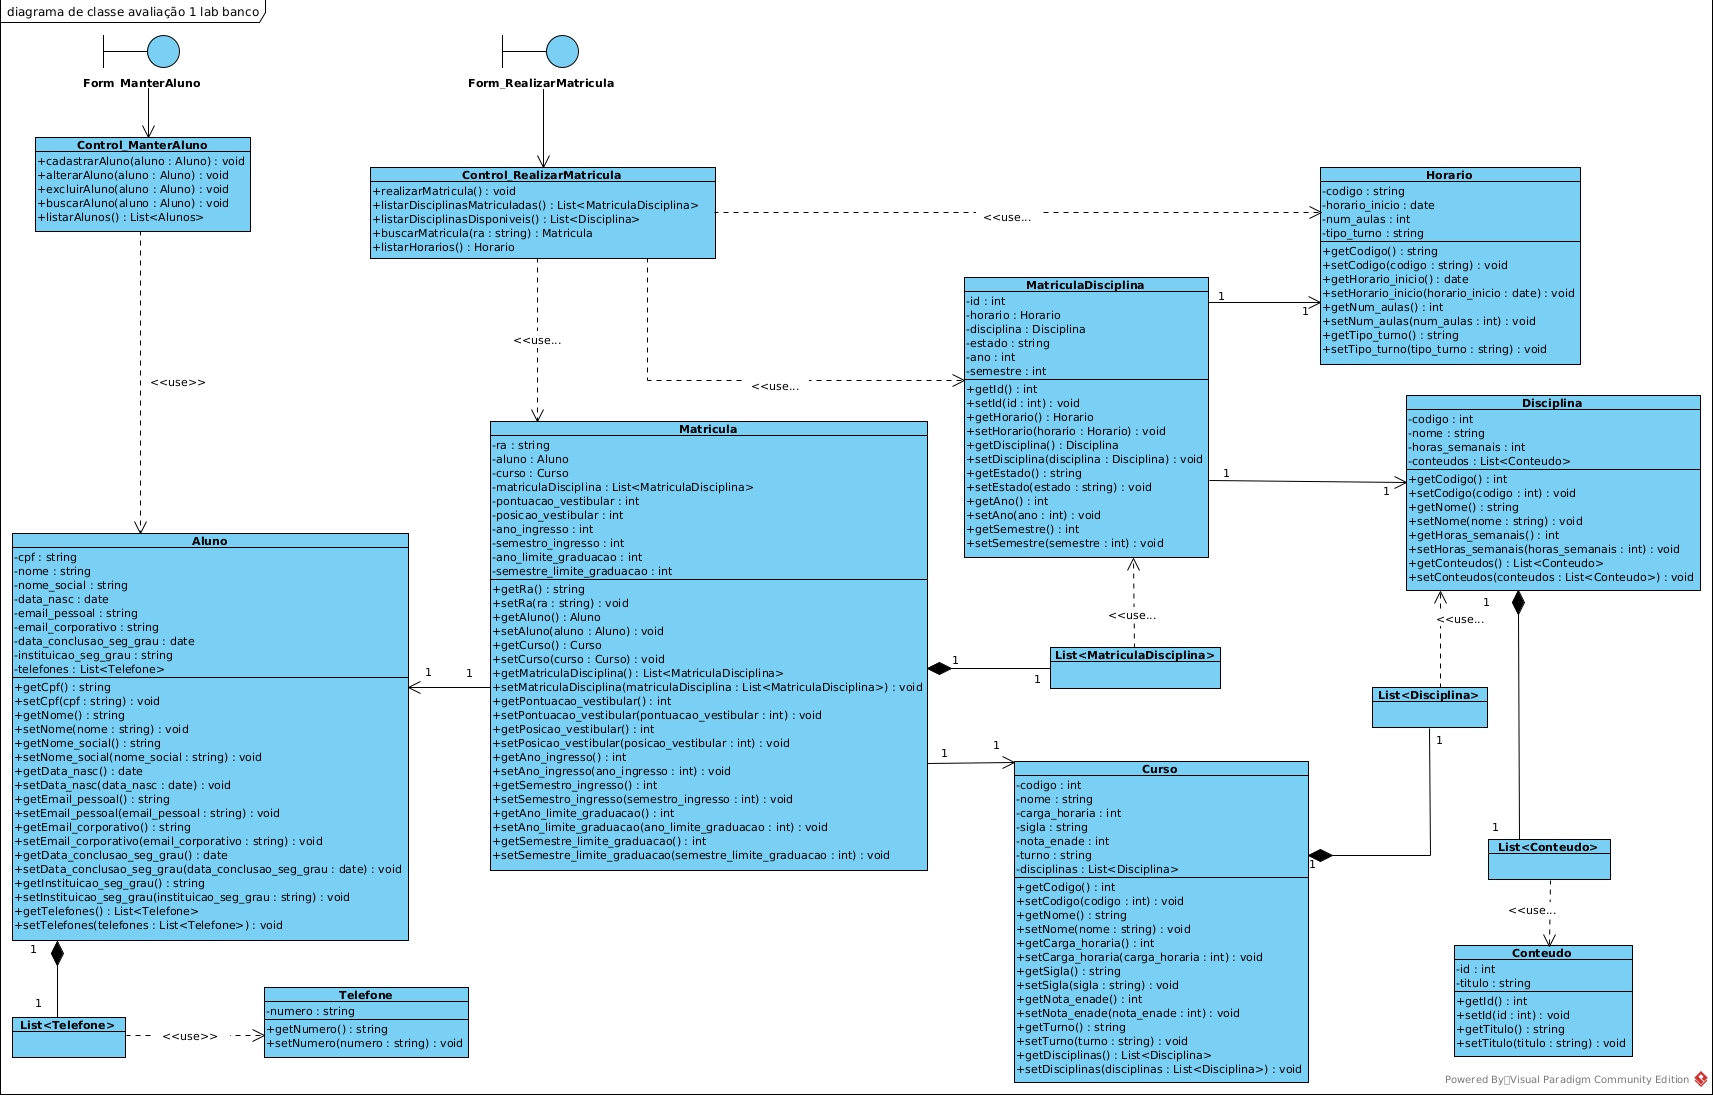 diagrama de classe avaliação 1 lab banco
Form_ManterAluno
Form_RealizarMatricula
Control_ManterAluno
+cadastrarAluno(aluno : Aluno) : void
+alterarAluno(aluno : Aluno) : void
+excluirAluno(aluno : Aluno) : void
+buscarAluno(aluno : Aluno) : void
+listarAlunos() : List<Alunos>
Control_RealizarMatricula
+realizarMatricula() : void
+listarDisciplinasMatriculadas() : List<MatriculaDisciplina>
+listarDisciplinasDisponiveis() : List<Disciplina>
+buscarMatricula(ra : string) : Matricula
+listarHorarios() : Horario
<<use...
Horario
-codigo : string
-horario_inicio : date
-num_aulas : int
-tipo_turno : string
+getCodigo() : string
+setCodigo(codigo : string) : void
+getHorario_inicio() : date
+setHorario_inicio(horario_inicio : date) : void
+getNum_aulas() : int
+setNum_aulas(num_aulas : int) : void
+getTipo_turno() : string
+setTipo_turno(tipo_turno : string) : void
<<use>>
<<use...
<<use...
MatriculaDisciplina
-id : int
-horario : Horario
-disciplina : Disciplina
-estado : string
-ano : int
-semestre : int
+getId() : int
+setId(id : int) : void
+getHorario() : Horario
+setHorario(horario : Horario) : void
+getDisciplina() : Disciplina
+setDisciplina(disciplina : Disciplina) : void
+getEstado() : string
+setEstado(estado : string) : void
+getAno() : int
+setAno(ano : int) : void
+getSemestre() : int
+setSemestre(semestre : int) : void
1
1
1
1
Disciplina
-codigo : int
-nome : string
-horas_semanais : int
-conteudos : List<Conteudo>
+getCodigo() : int
+setCodigo(codigo : int) : void
+getNome() : string
+setNome(nome : string) : void
+getHoras_semanais() : int
+setHoras_semanais(horas_semanais : int) : void
+getConteudos() : List<Conteudo>
+setConteudos(conteudos : List<Conteudo>) : void
Matricula
-ra : string
-aluno : Aluno
-curso : Curso
-matriculaDisciplina : List<MatriculaDisciplina>
-pontuacao_vestibular : int
-posicao_vestibular : int
-ano_ingresso : int
-semestro_ingresso : int
-ano_limite_graduacao : int
-semestre_limite_graduacao : int
+getRa() : string
+setRa(ra : string) : void
+getAluno() : Aluno
+setAluno(aluno : Aluno) : void
+getCurso() : Curso
+setCurso(curso : Curso) : void
+getMatriculaDisciplina() : List<MatriculaDisciplina>
+setMatriculaDisciplina(matriculaDisciplina : List<MatriculaDisciplina>) : void
+getPontuacao_vestibular() : int
+setPontuacao_vestibular(pontuacao_vestibular : int) : void
+getPosicao_vestibular() : int
+setPosicao_vestibular(posicao_vestibular : int) : void
+getAno_ingresso() : int
+setAno_ingresso(ano_ingresso : int) : void
+getSemestro_ingresso() : int
+setSemestro_ingresso(semestro_ingresso : int) : void
+getAno_limite_graduacao() : int
+setAno_limite_graduacao(ano_limite_graduacao : int) : void
+getSemestre_limite_graduacao() : int
+setSemestre_limite_graduacao(semestre_limite_graduacao : int) : void
Aluno
-cpf : string
-nome : string
-nome_social : string
-data_nasc : date
-email_pessoal : string
-email_corporativo : string
-data_conclusao_seg_grau : date
-instituicao_seg_grau : string
-telefones : List<Telefone>
+getCpf() : string
+setCpf(cpf : string) : void
+getNome() : string
+setNome(nome : string) : void
+getNome_social() : string
+setNome_social(nome_social : string) : void
+getData_nasc() : date
+setData_nasc(data_nasc : date) : void
+getEmail_pessoal() : string
+setEmail_pessoal(email_pessoal : string) : void
+getEmail_corporativo() : string
+setEmail_corporativo(email_corporativo : string) : void
+getData_conclusao_seg_grau() : date
+setData_conclusao_seg_grau(data_conclusao_seg_grau : date) : void
+getInstituicao_seg_grau() : string
+setInstituicao_seg_grau(instituicao_seg_grau : string) : void
+getTelefones() : List<Telefone>
+setTelefones(telefones : List<Telefone>) : void
1
1
<<use...
1
List<MatriculaDisciplina>
1
1
<<use...
List<Disciplina>
1
1
1
1
Curso
-codigo : int
-nome : string
-carga_horaria : int
-sigla : string
-nota_enade : int
-turno : string
-disciplinas : List<Disciplina>
+getCodigo() : int
+setCodigo(codigo : int) : void
+getNome() : string
+setNome(nome : string) : void
+getCarga_horaria() : int
+setCarga_horaria(carga_horaria : int) : void
+getSigla() : string
+setSigla(sigla : string) : void
+getNota_enade() : int
+setNota_enade(nota_enade : int) : void
+getTurno() : string
+setTurno(turno : string) : void
+getDisciplinas() : List<Disciplina>
+setDisciplinas(disciplinas : List<Disciplina>) : void
1
List<Conteudo>
<<use...
Conteudo
-id : int
-titulo : string
+getId() : int
+setId(id : int) : void
+getTitulo() : string
+setTitulo(titulo : string) : void
1
1
List<Telefone>
<<use>>
Telefone
-numero : string
+getNumero() : string
+setNumero(numero : string) : void
Powered By Visual Paradigm Community Edition